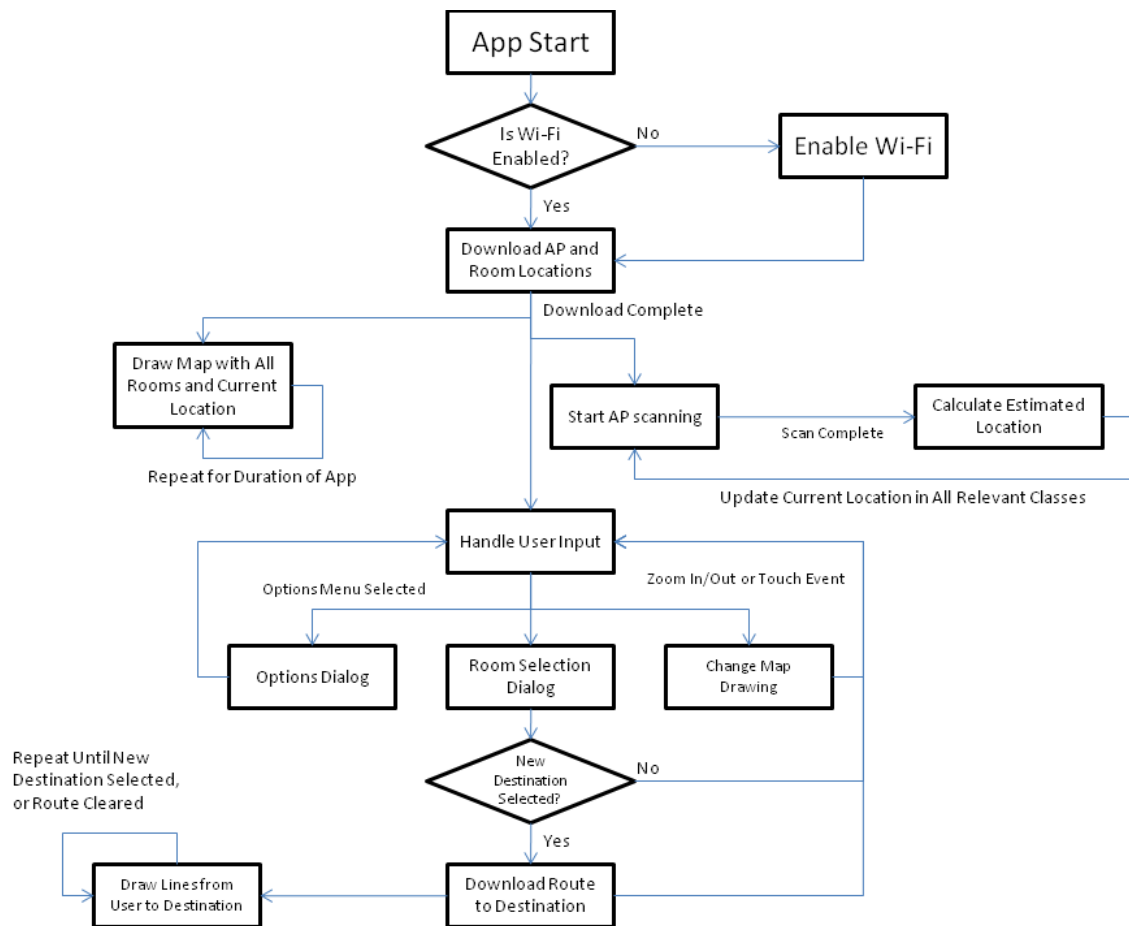 App Start
Is Wi-Fi
Enabled?
No
Enable Wi-Fi
Yes
Download AP and
Room Locations
Download Complete
Draw Map with All
Rooms and Current
Location
Repeat for Duration of App
Start AP scanning
Scan Complete
Calculate Estimated
Location
Update Current Location in All Relevant Classes
Handle User Input
Options Menu Selected
Zoom In/Out or Touch Event
Options Dialog
Room Selection
Dialog
Change Map
Drawing
New
Destination
Selected?
No
Repeat Until New
Destination Selected,
or Route Cleared
Yes
Draw Lines from
User to Destination
Download Route
to Destination